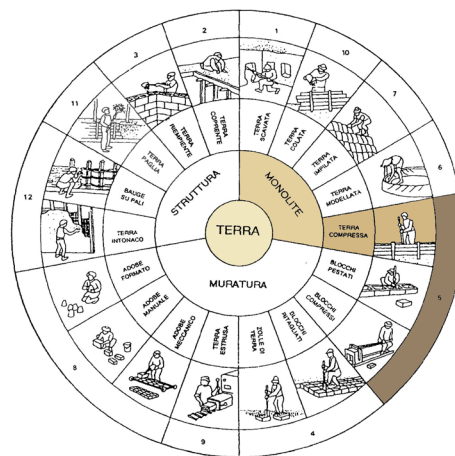 1
10
7
6
5
4
9
8
12
11
3
2
TERRA SCAVATA
TERRA COLATA
TERRA IMPILATA
TERRA MODELLATA
TERRA COMPRESSA
BLOCCHI PESTATI
BLOCCHI COMPRESSI
BLOCCHI RITAGLIATI
ZOLLE DI TERRA
TERRA ESTRUSA
ADOBE MECCANICO
ADOBE MANUALE
ADOBE FORMATO
TERRA INTONACO
BAUGE SU PALI
TERRA PAGLIA
TERRA RIEMPIENTE
TERRA COPRENTE
STRUTTURA
MONOLITE
TERRA
MURATURA